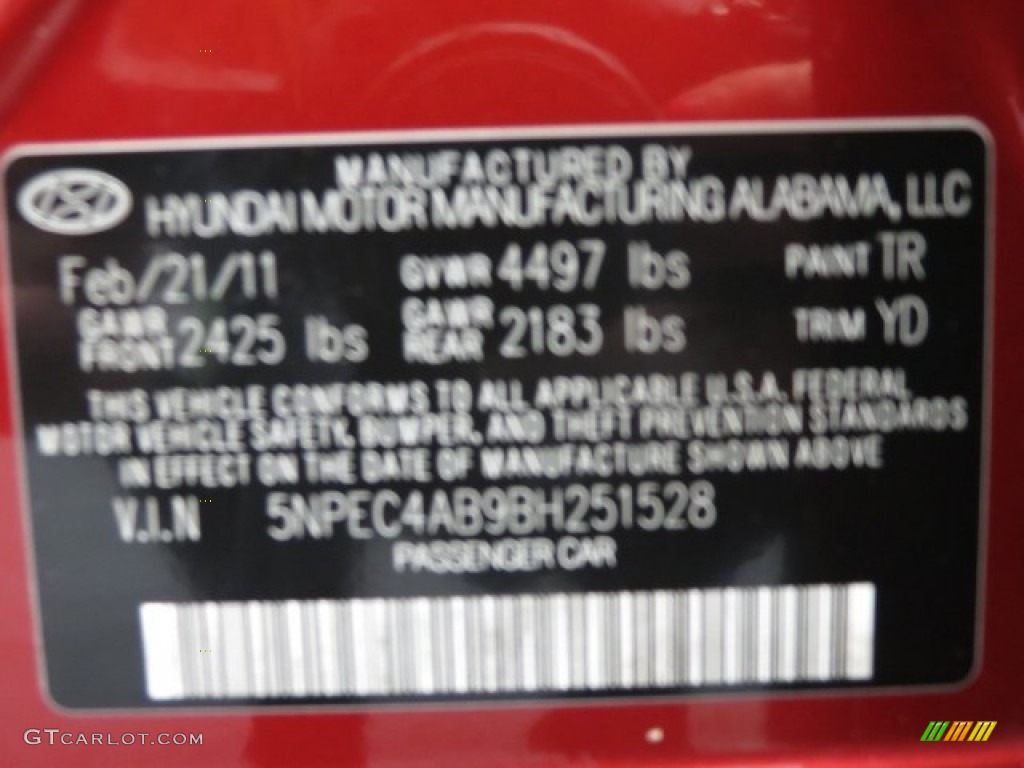 MANUFACTURED BY
HYUNDAI MOTOR MANUFACTURING ALABAMA, LLC
Feb/21/11 GVWR 4497 lbs PAINT TR
GAWR FRONT 2425 lbs GAWR REAR 2183 lbs TRIM YD
THIS VEHICLE CONFORMS TO ALL APPLICABLE U.S.A. FEDERAL
MOTOR VEHICLE SAFETY, BUMPER, AND THEFT PREVENTION STANDARDS
IN EFFECT ON THE DATE OF MANUFACTURE SHOWN ABOVE
V.I.N 5NPEC4AB9BH251528
PASSENGER CAR
GTCARLOT.COM